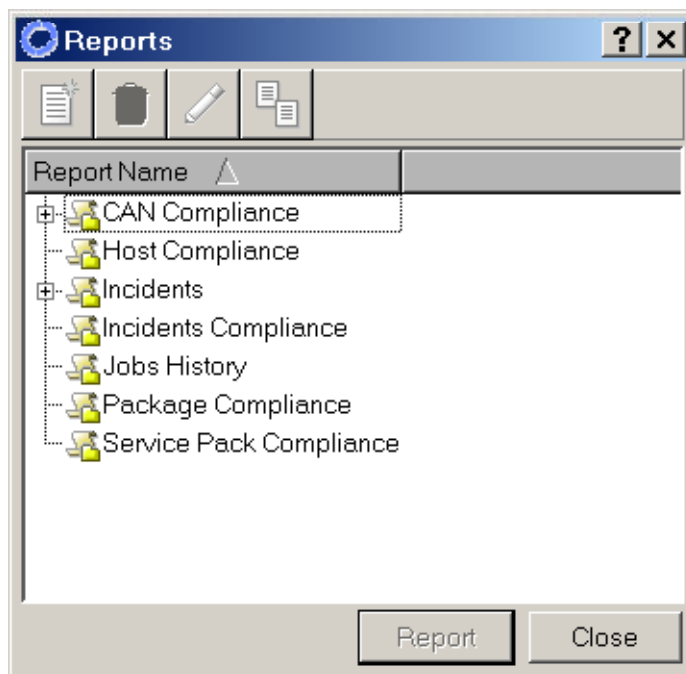 Reports
Report Name
CAN Compliance
Host Compliance
Incidents
Incidents Compliance
Jobs History
Package Compliance
Service Pack Compliance
Report Close